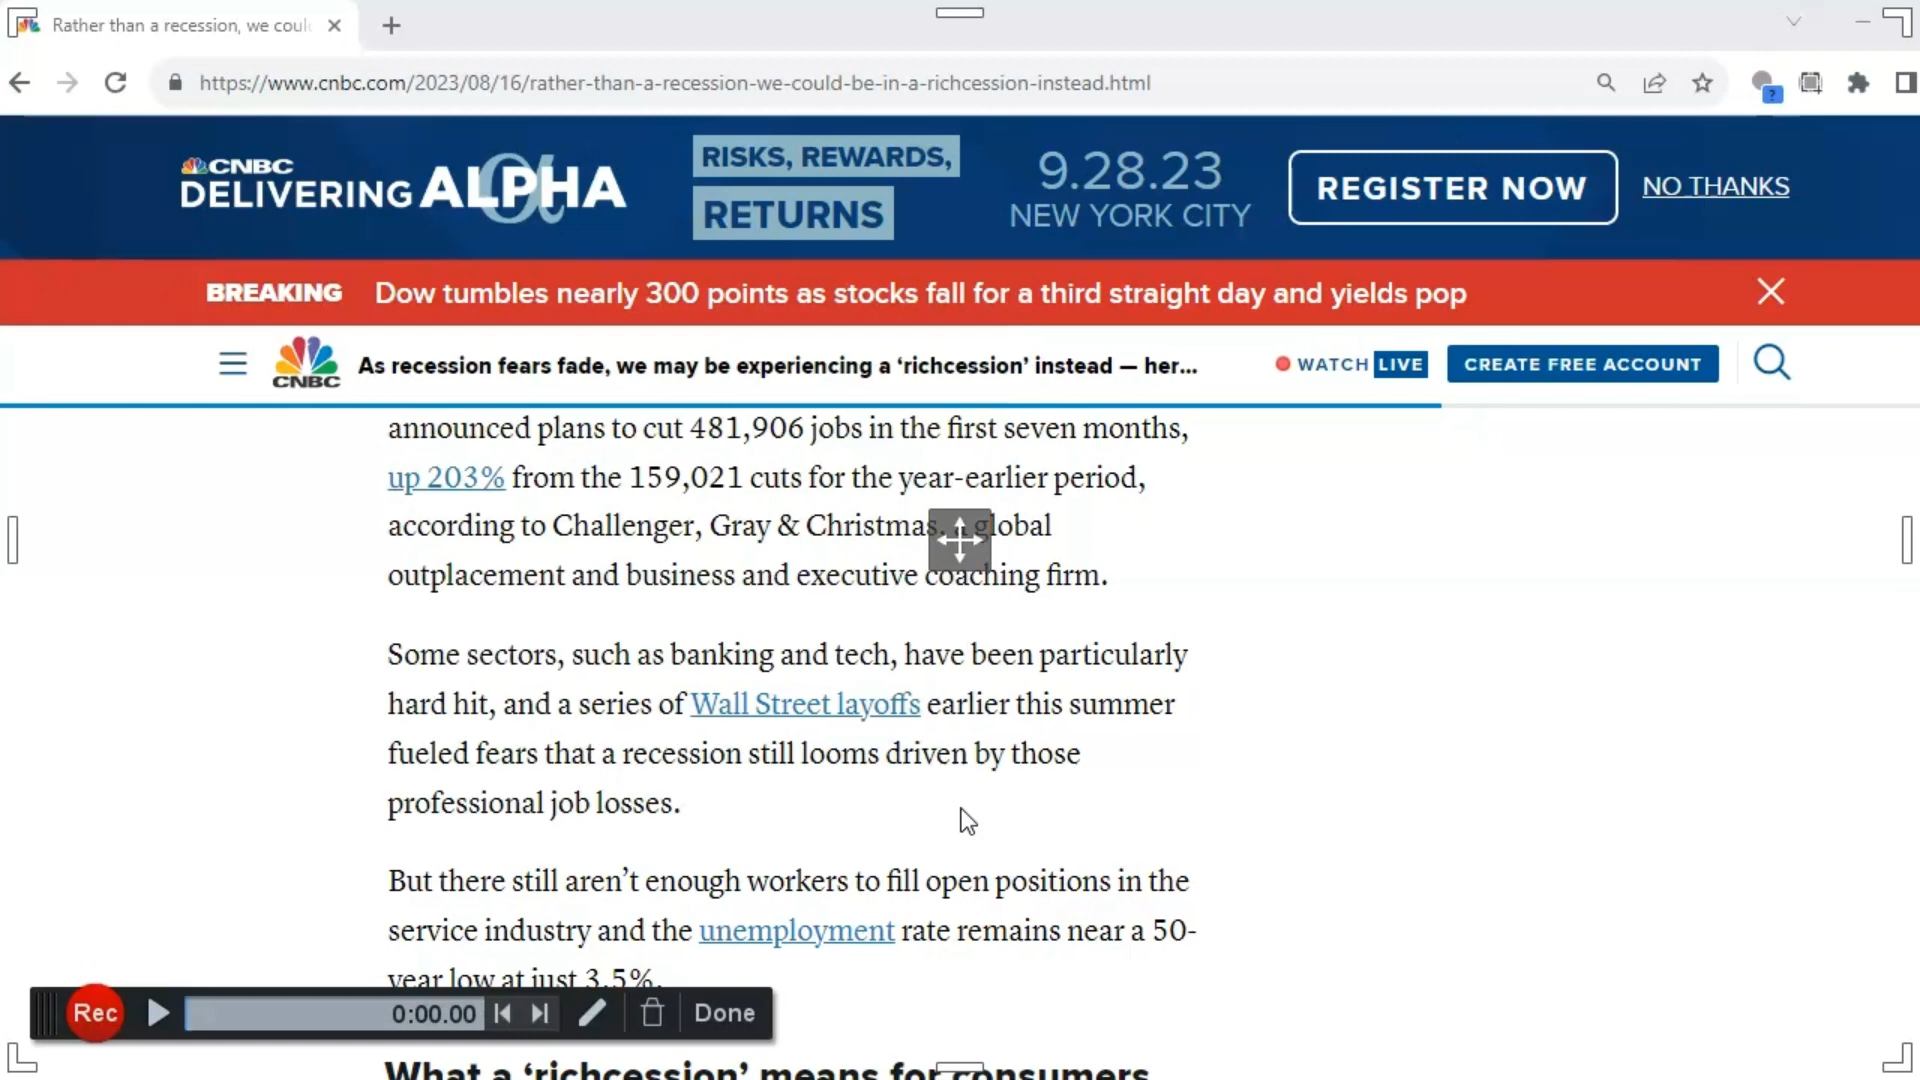 Rather than a recession, we coul
https://www.cnbc.com/2023/08/16/rather-than-a-recession-we-could-be-in-a-richcession-instead.html
CNBC
DELIVERING ALPHA
RISKS, REWARDS,
RETURNS
9.28.23
NEW YORK CITY
REGISTER NOW
NO THANKS
BREAKING Dow tumbles nearly 300 points as stocks fall for a third straight day and yields pop
CNBC
As recession fears fade, we may be experiencing a ‘richcession’ instead — her...
WATCH LIVE
CREATE FREE ACCOUNT
announced plans to cut 481,906 jobs in the first seven months,
up 203% from the 159,021 cuts for the year-earlier period,
according to Challenger, Gray & Christmas, a global
outplacement and business and executive coaching firm.
Some sectors, such as banking and tech, have been particularly
hard hit, and a series of Wall Street layoffs earlier this summer
fueled fears that a recession still looms driven by those
professional job losses.
But there still aren’t enough workers to fill open positions in the
service industry and the unemployment rate remains near a 50-
year low at just 3.5%.
Rec 0:00.00 Done
What a ‘richcession’ means for consumers